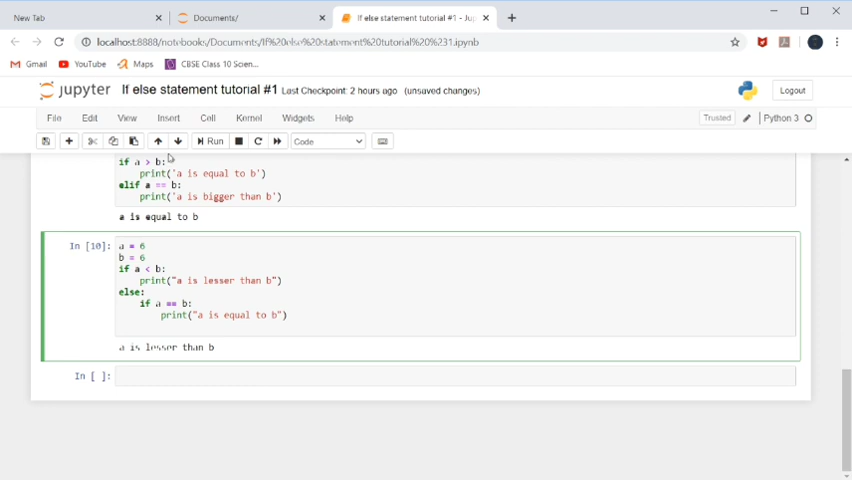 New Tab
Documents/
If else statement tutorial #1 - Ju
localhost:8888/notebooks/Documents/If%20else%20statement%20tutorial%20%231.ipynb
Gmail
YouTube
Maps
CBSE Class 10 Scien...
jupyter
If else statement tutorial #1
Last Checkpoint: 2 hours ago
(unsaved changes)
Logout
File
Edit
View
Insert
Cell
Kernel
Widgets
Help
Trusted
Python 3
Run
Code
if a > b:
print('a is equal to b')
elif a == b:
print('a is bigger than b')
a is equal to b
In [10]:
a = 6
b = 6
if a < b:
print("a is lesser than b")
else:
if a == b:
print("a is equal to b")
a is lesser than b
In [ ]: